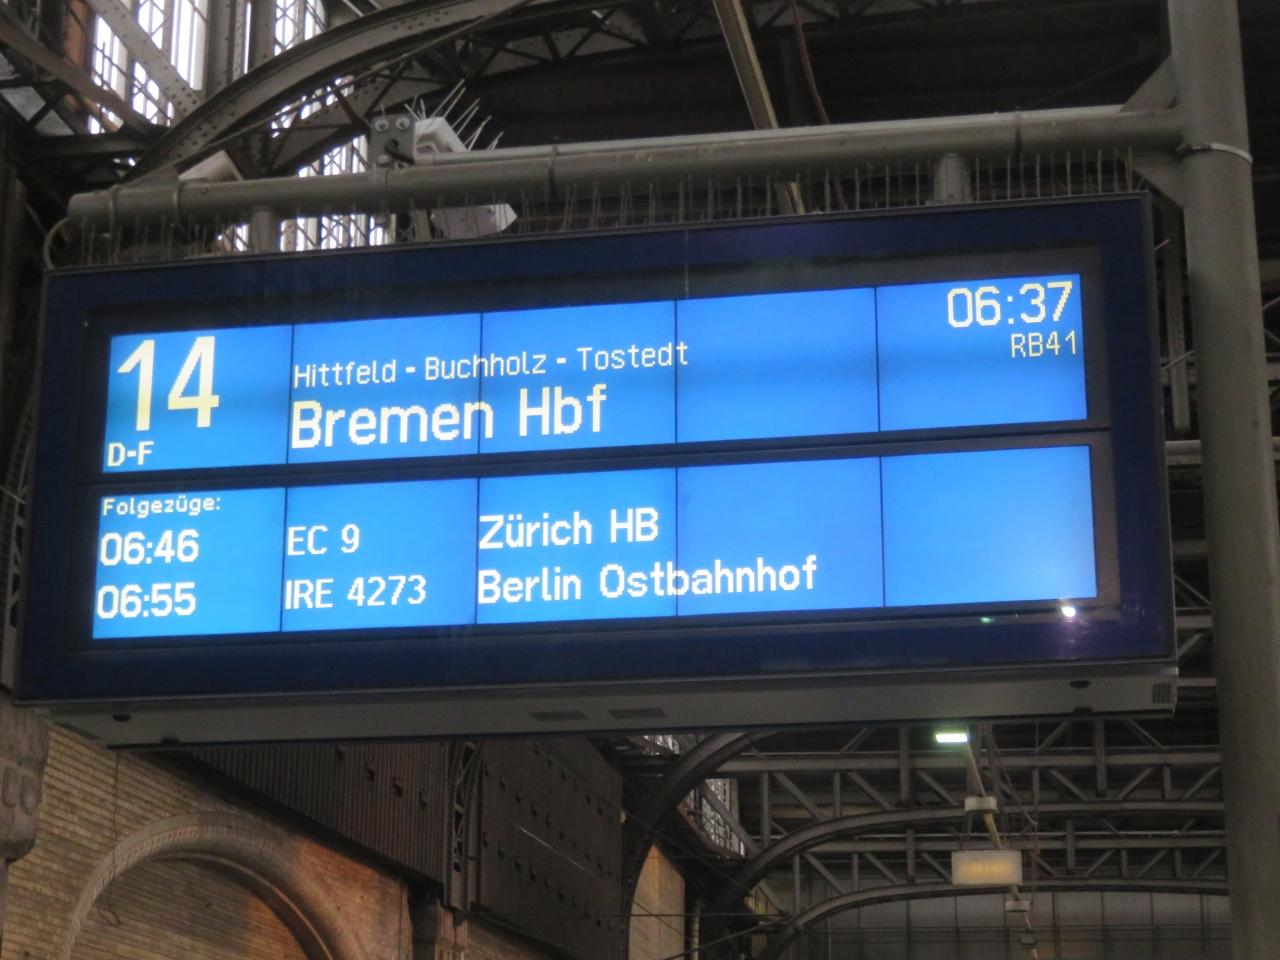 14
D-F
Hittfeld - Buchholz - Tostedt
Bremen Hbf
06:37
RB41
Folgezüge:
06:46 EC 9 Zürich HB
06:55 IRE 4273 Berlin Ostbahnhof